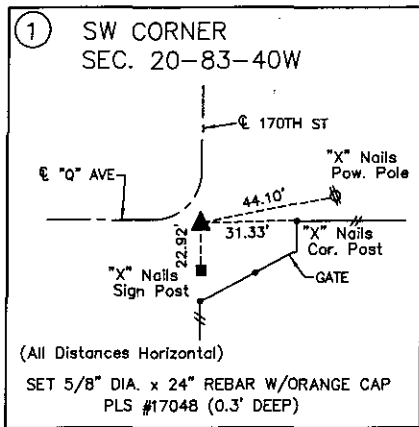 1 SW CORNER
SEC. 20-83-40W
℄ 170TH ST
℄ "Q" AVE
"X" Nails
Pow. Pole
44.10'
31.33'
22.92'
"X" Nails
Cor. Post
"X" Nails
Sign Post
GATE
(All Distances Horizontal)
SET 5/8" DIA. x 24" REBAR W/ORANGE CAP
PLS #17048 (0.3' DEEP)